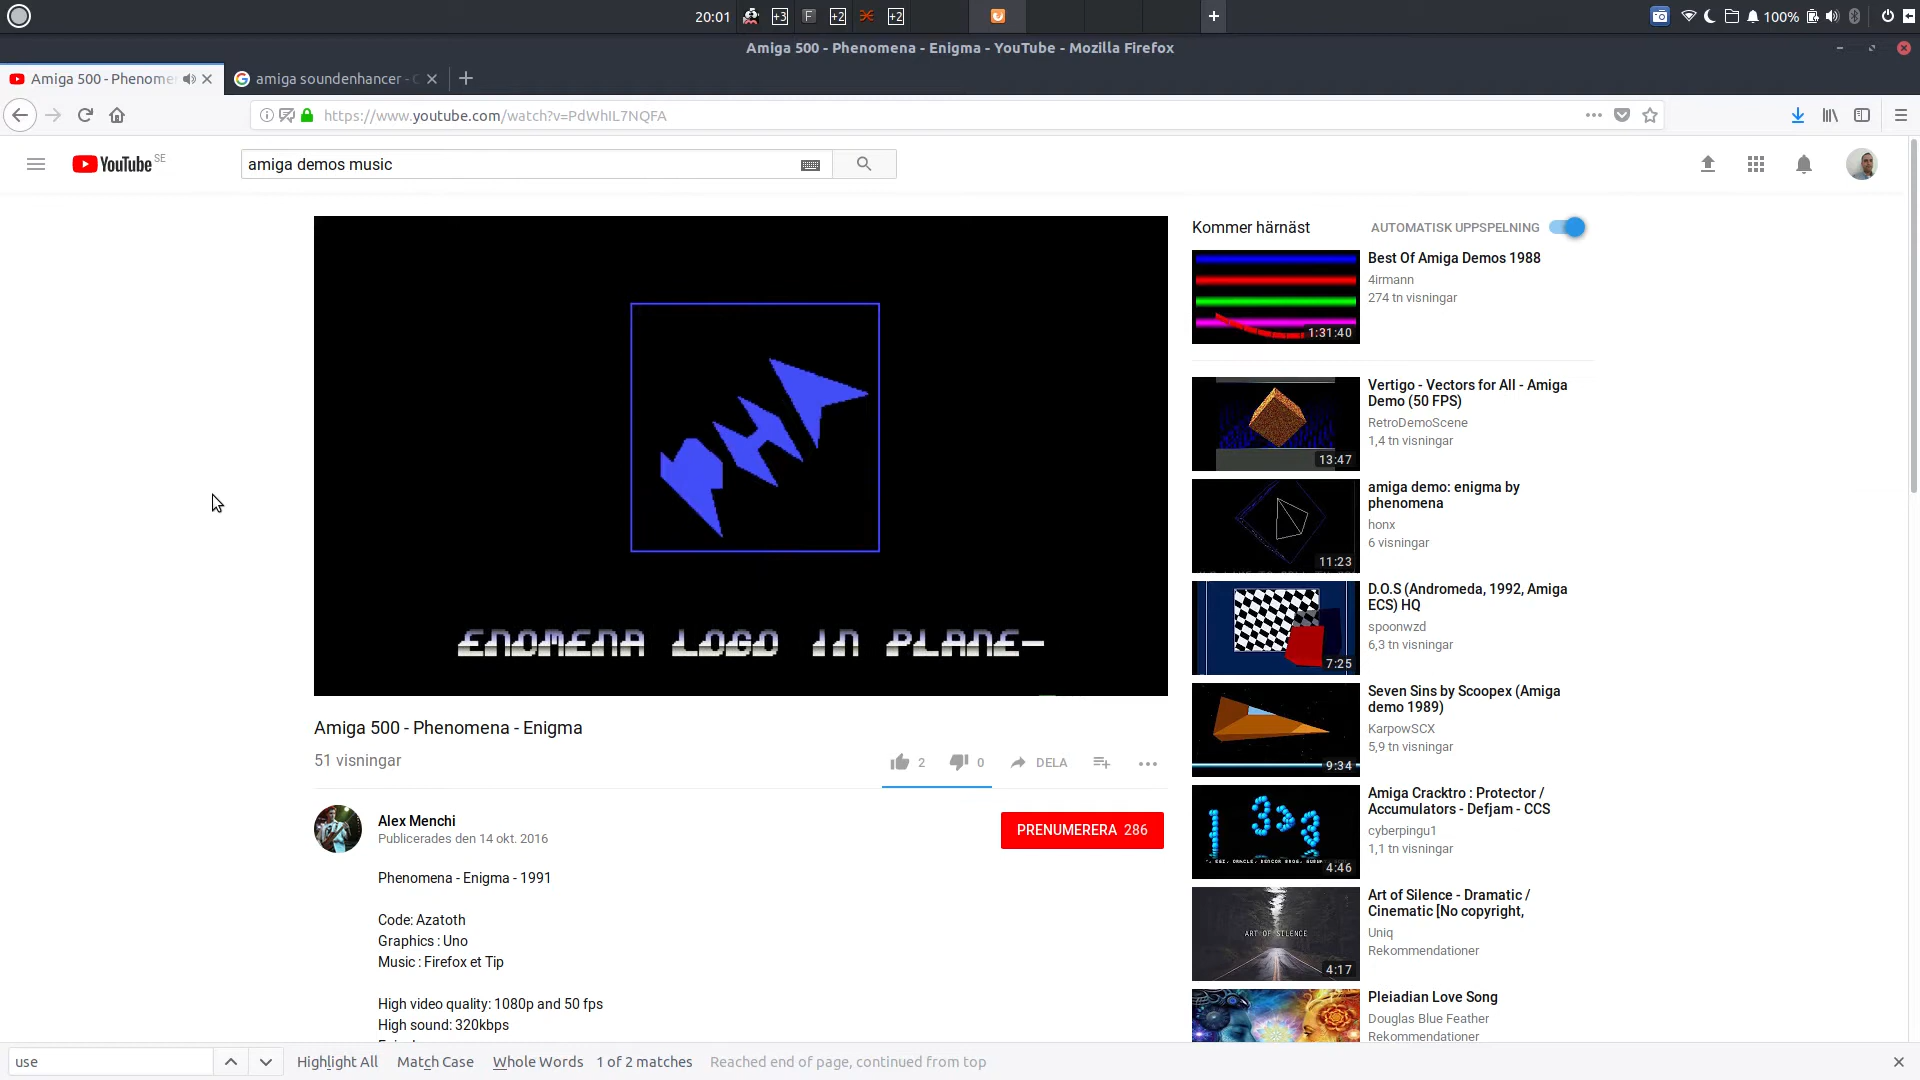 20:01 +3 F +2 +2 + 100%
Amiga 500 - Phenomena - Enigma - YouTube - Mozilla Firefox
Amiga 500 - Phenomen
amiga soundenhancer -
https://www.youtube.com/watch?v=PdWhIL7NQFA
YouTube SE
amiga demos music
ENOMENA LOGO IN PLANE-
Amiga 500 - Phenomena - Enigma
51 visningar
2 0 DELA
Alex Menchi
Publicerades den 14 okt. 2016
PRENUMERERA 286
Phenomena - Enigma - 1991
Code: Azatoth
Graphics : Uno
Music : Firefox et Tip
High video quality: 1080p and 50 fps
High sound: 320kbps
Kommer härnäst
AUTOMATISK UPPSPELNING
1:31:40
Best Of Amiga Demos 1988
4irmann
274 tn visningar
13:47
Vertigo - Vectors for All - Amiga
Demo (50 FPS)
RetroDemoScene
1,4 tn visningar
11:23
amiga demo: enigma by
phenomena
honx
6 visningar
7:25
D.O.S (Andromeda, 1992, Amiga
ECS) HQ
spoonwzd
6,3 tn visningar
9:34
Seven Sins by Scoopex (Amiga
demo 1989)
KarpowSCX
5,9 tn visningar
4:46
Amiga Cracktro : Protector /
Accumulators - Defjam - CCS
cyberpingu1
1,1 tn visningar
ART OF SILENCE
4:17
Art of Silence - Dramatic /
Cinematic [No copyright,
Uniq
Rekommendationer
Pleiadian Love Song
Douglas Blue Feather
Rekommendationer
use
Highlight All Match Case Whole Words 1 of 2 matches Reached end of page, continued from top